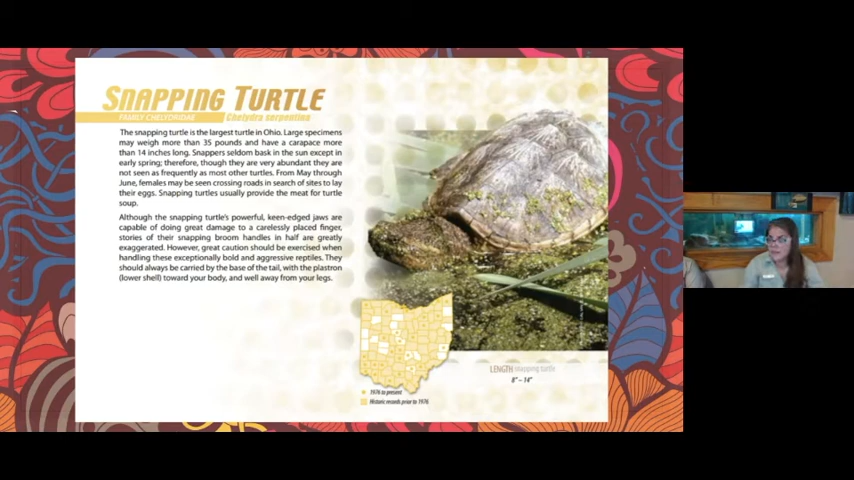 SNAPPING TURTLE
FAMILY CHELYDRIDAE Chelydra serpentina
The snapping turtle is the largest turtle in Ohio. Large specimens
may weigh more than 35 pounds and have a carapace more
than 14 inches long. Snappers seldom bask in the sun except in
early spring; therefore, though they are very abundant they are
not seen as frequently as most other turtles. From May through
June, females may be seen crossing roads in search of sites to lay
their eggs. Snapping turtles usually provide the meat for turtle
soup.
Although the snapping turtle's powerful, keen-edged jaws are
capable of doing great damage to a carelessly placed finger,
stories of their snapping broom handles in half are greatly
exaggerated. However, great caution should be exercised when
handling these exceptionally bold and aggressive reptiles. They
should always be carried by the base of the tail, with the plastron
(lower shell) toward your body, and well away from your legs.
1976 to present
Historic records prior to 1976
LENGTH snapping turtle
8" – 14"